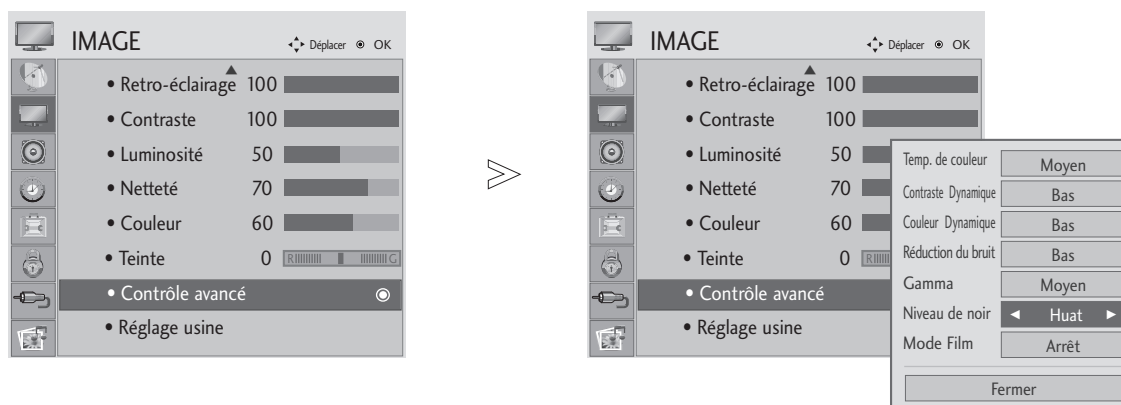 IMAGE
Déplacer OK
• Retro-éclairage 100
• Contraste 100
• Luminosité 50
• Netteté 70
• Couleur 60
• Teinte 0 R G
• Contrôle avancé
• Réglage usine
>
IMAGE
Déplacer OK
• Retro-éclairage 100
• Contraste 100
• Luminosité 50
• Netteté 70
• Couleur 60
• Teinte 0 R
• Contrôle avancé
• Réglage usine
Temp. de couleur Moyen
Contraste Dynamique Bas
Couleur Dynamique Bas
Réduction du bruit Bas
Gamma Moyen
Niveau de noir ◄ Huat ►
Mode Film Arrêt
Fermer